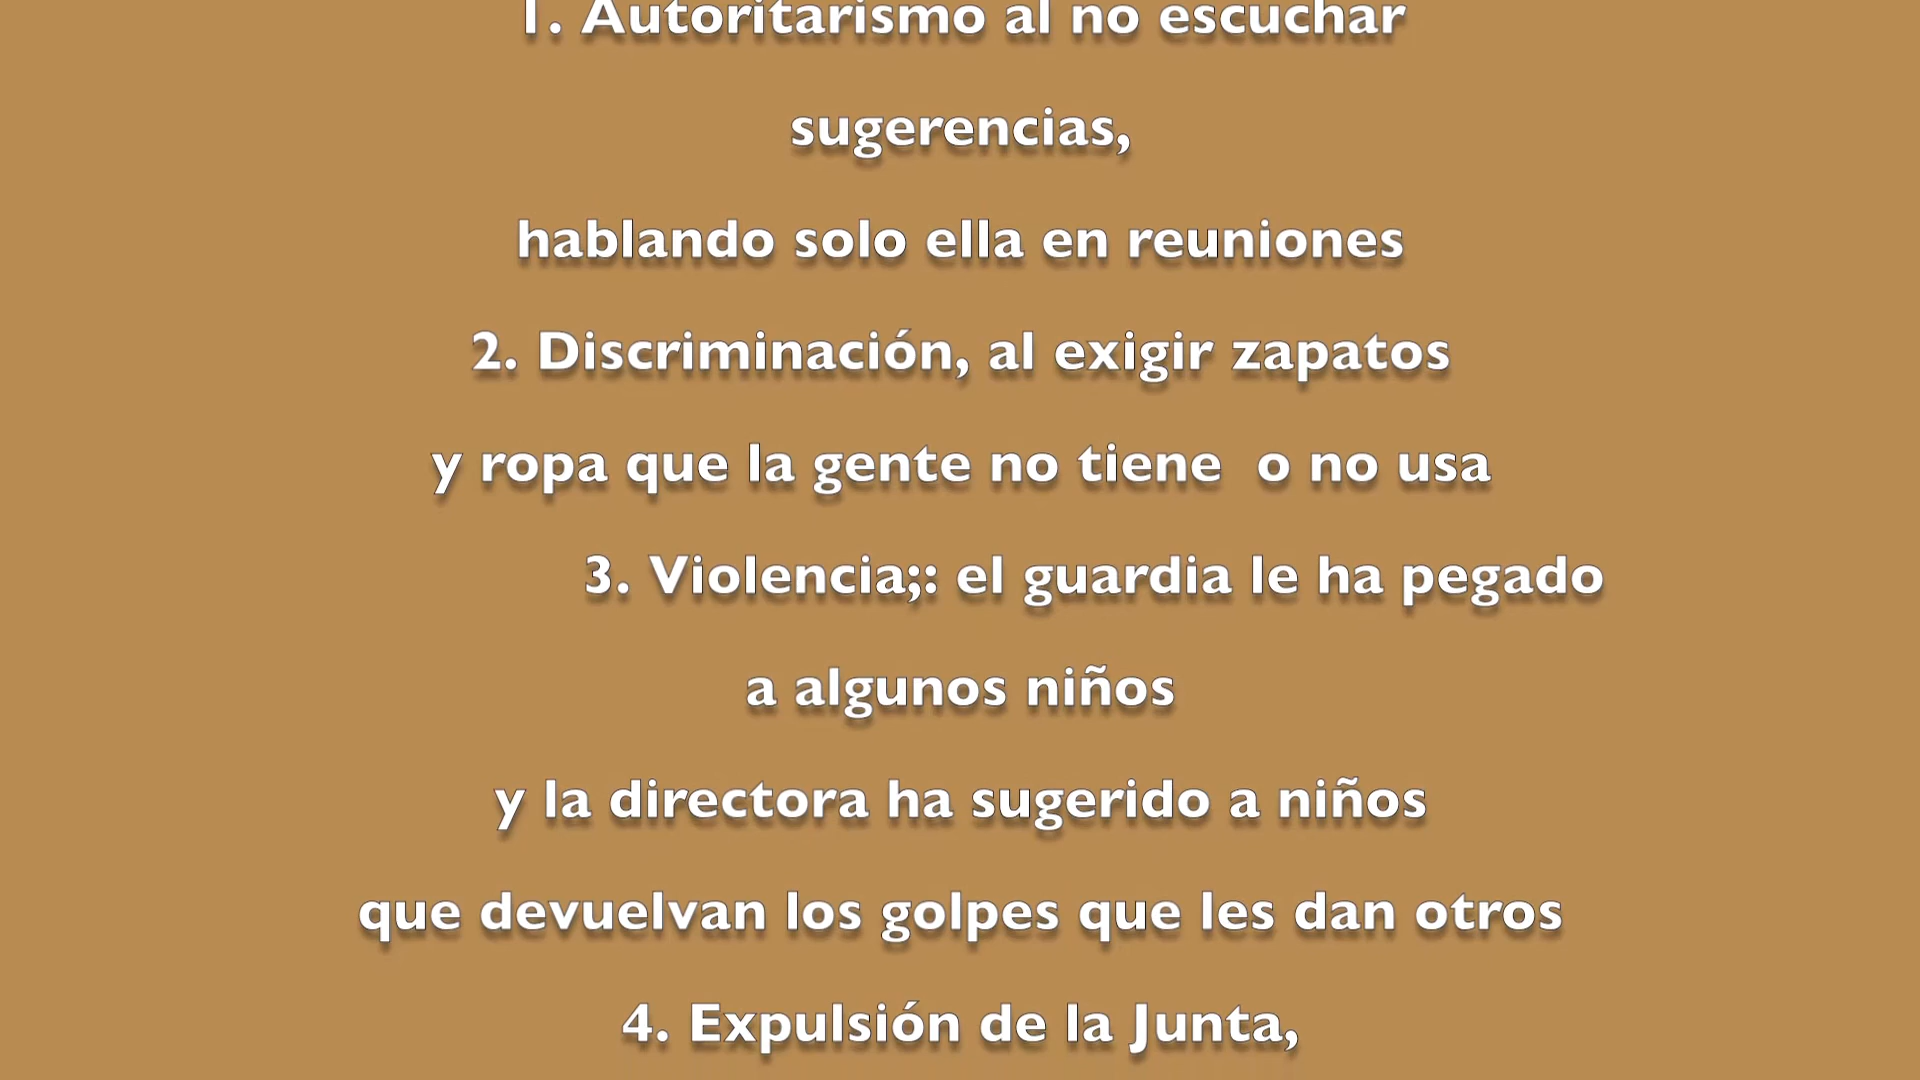 1. Autoritarismo al no escuchar
sugerencias,
hablando solo ella en reuniones
2. Discriminación, al exigir zapatos
y ropa que la gente no tiene  o no usa
3. Violencia;: el guardia le ha pegado
a algunos niños
y la directora ha sugerido a niños
que devuelvan los golpes que les dan otros
4. Expulsión de la Junta,